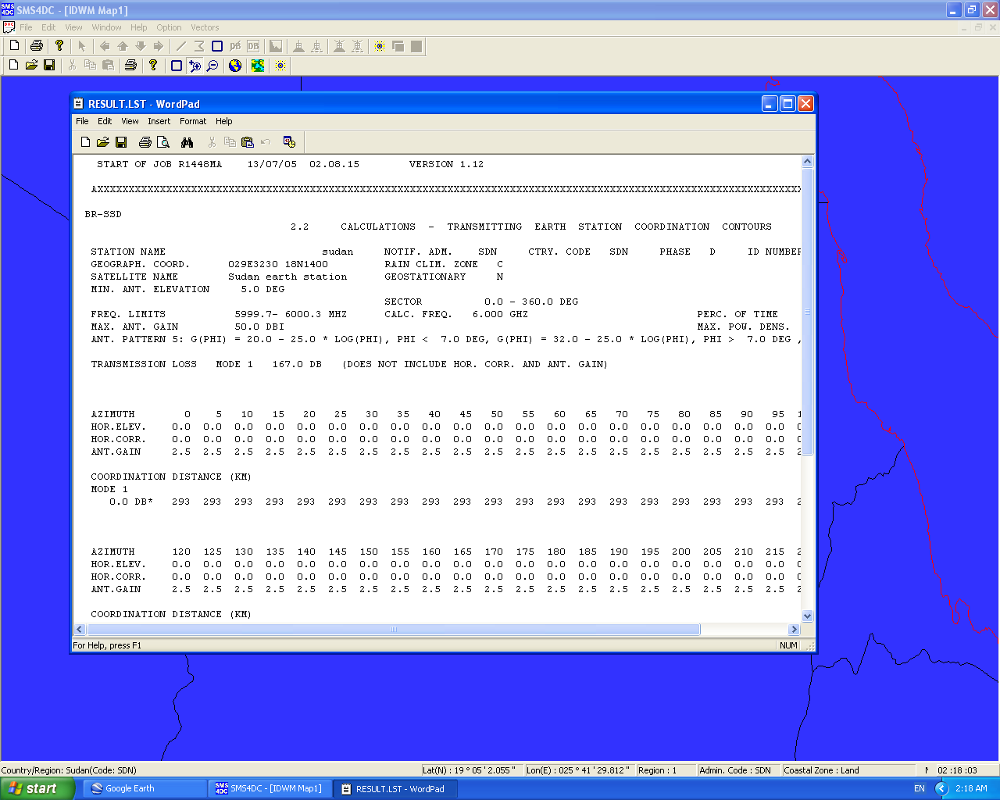 SMS4DC - [IDWM Map1]
File Edit View Window Help Option Vectors
RESULT.LST - WordPad
File Edit View Insert Format Help
START OF JOB R1448MA 13/07/05 02.08.15 VERSION 1.12
BR-SSD
2.2 CALCULATIONS - TRANSMITTING EARTH STATION COORDINATION CONTOURS
STATION NAME sudan NOTIF. ADM. SDN CTRY. CODE SDN PHASE D ID NUMBER
GEOGRAPH. COORD. 029E3230 18N1400 RAIN CLIM. ZONE C
SATELLITE NAME Sudan earth station GEOSTATIONARY N
MIN. ANT. ELEVATION 5.0 DEG
SECTOR 0.0 - 360.0 DEG
FREQ. LIMITS 5999.7- 6000.3 MHZ CALC. FREQ. 6.000 GHZ PERC. OF TIME
MAX. ANT. GAIN 50.0 DBI MAX. POW. DENS.
ANT. PATTERN 5: G(PHI) = 20.0 - 25.0 * LOG(PHI), PHI < 7.0 DEG, G(PHI) = 32.0 - 25.0 * LOG(PHI), PHI > 7.0 DEG ,
TRANSMISSION LOSS MODE 1 167.0 DB (DOES NOT INCLUDE HOR. CORR. AND ANT. GAIN)
AZIMUTH 0 5 10 15 20 25 30 35 40 45 50 55 60 65 70 75 80 85 90 95
HOR.ELEV. 0.0 0.0 0.0 0.0 0.0 0.0 0.0 0.0 0.0 0.0 0.0 0.0 0.0 0.0 0.0 0.0 0.0 0.0 0.0 0.0
HOR.CORR. 0.0 0.0 0.0 0.0 0.0 0.0 0.0 0.0 0.0 0.0 0.0 0.0 0.0 0.0 0.0 0.0 0.0 0.0 0.0 0.0
ANT.GAIN 2.5 2.5 2.5 2.5 2.5 2.5 2.5 2.5 2.5 2.5 2.5 2.5 2.5 2.5 2.5 2.5 2.5 2.5 2.5 2.5
COORDINATION DISTANCE (KM)
MODE 1
0.0 DB* 293 293 293 293 293 293 293 293 293 293 293 293 293 293 293 293 293 293 293 293
AZIMUTH 120 125 130 135 140 145 150 155 160 165 170 175 180 185 190 195 200 205 210 215
HOR.ELEV. 0.0 0.0 0.0 0.0 0.0 0.0 0.0 0.0 0.0 0.0 0.0 0.0 0.0 0.0 0.0 0.0 0.0 0.0 0.0 0.0
HOR.CORR. 0.0 0.0 0.0 0.0 0.0 0.0 0.0 0.0 0.0 0.0 0.0 0.0 0.0 0.0 0.0 0.0 0.0 0.0 0.0 0.0
ANT.GAIN 2.5 2.5 2.5 2.5 2.5 2.5 2.5 2.5 2.5 2.5 2.5 2.5 2.5 2.5 2.5 2.5 2.5 2.5 2.5 2.5
COORDINATION DISTANCE (KM)
For Help, press F1 NUM
Country/Region: Sudan(Code: SDN) Lat(N) : 19 ° 05 ' 2.055 " Lon(E) : 025 ° 41 ' 29.812 " Region : 1 Admin. Code : SDN Coastal Zone : Land 02:18:03
start Google Earth SMS4DC - [IDWM Map1] RESULT.LST - WordPad EN 2:18 AM